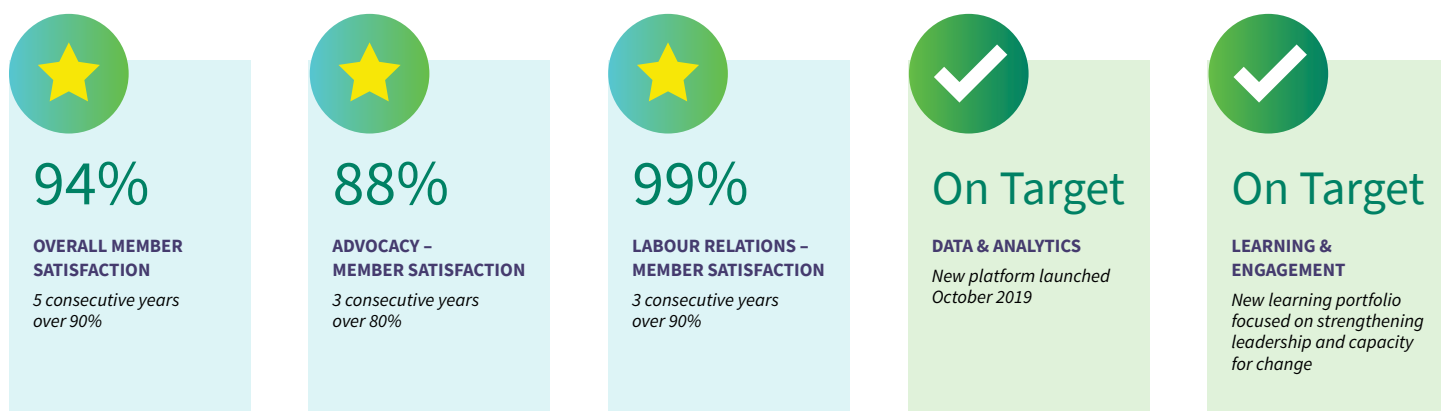 94%
OVERALL MEMBER
SATISFACTION
5 consecutive years
over 90%
88%
ADVOCACY –
MEMBER SATISFACTION
3 consecutive years
over 80%
99%
LABOUR RELATIONS –
MEMBER SATISFACTION
3 consecutive years
over 90%
On Target
DATA & ANALYTICS
New platform launched
October 2019
On Target
LEARNING &
ENGAGEMENT
New learning portfolio
focused on strengthening
leadership and capacity
for change